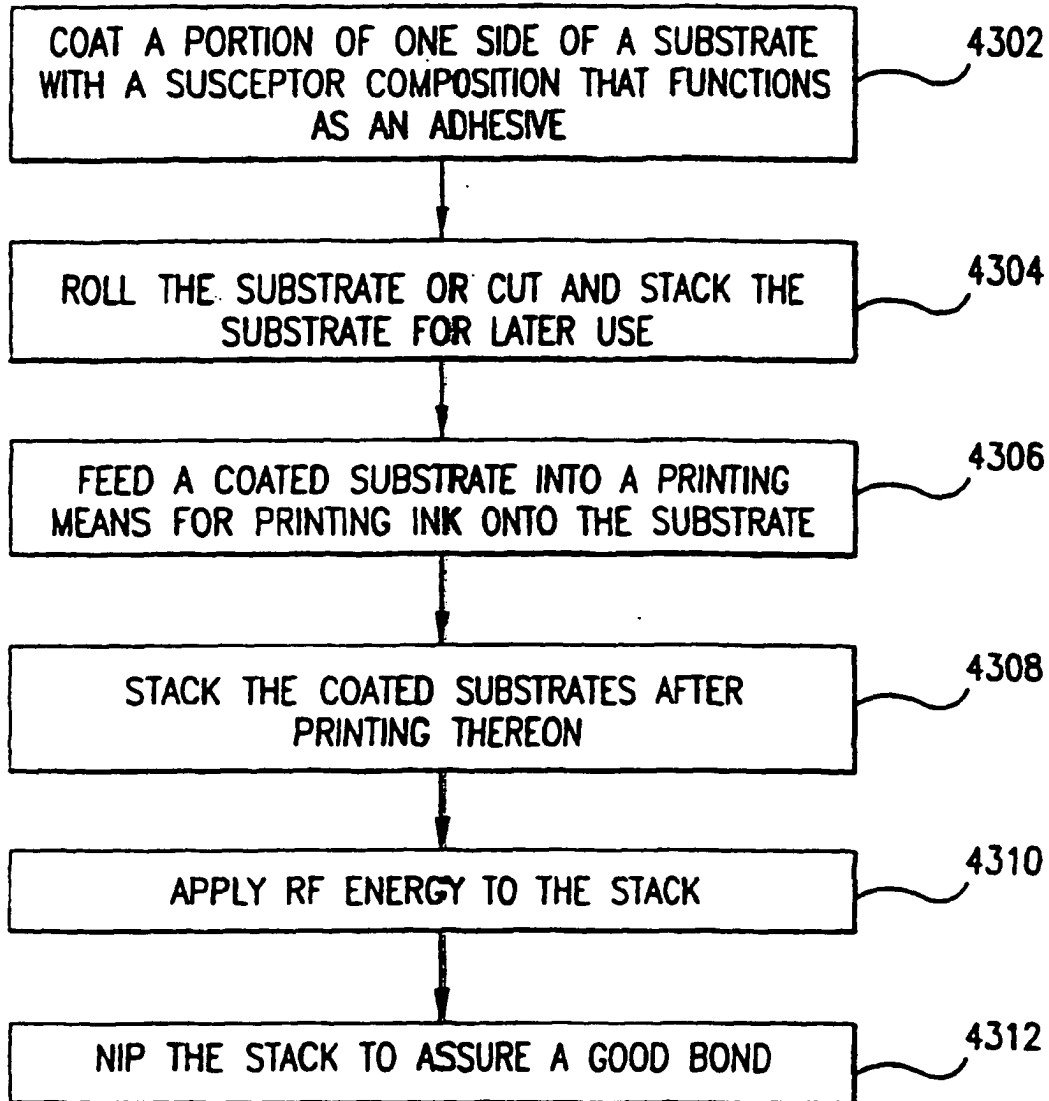 COAT A PORTION OF ONE SIDE OF A SUBSTRATE
WITH A SUSCEPTOR COMPOSITION THAT FUNCTIONS
AS AN ADHESIVE
4302
ROLL THE SUBSTRATE OR CUT AND STACK THE
SUBSTRATE FOR LATER USE
4304
FEED A COATED SUBSTRATE INTO A PRINTING
MEANS FOR PRINTING INK ONTO THE SUBSTRATE
4306
STACK THE COATED SUBSTRATES AFTER
PRINTING THEREON
4308
APPLY RF ENERGY TO THE STACK
4310
NIP THE STACK TO ASSURE A GOOD BOND
4312